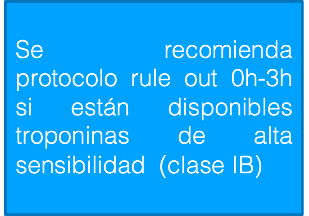 Se recomienda
protocolo rule out 0h-3h
si están disponibles
troponinas de alta
sensibilidad (clase IB)